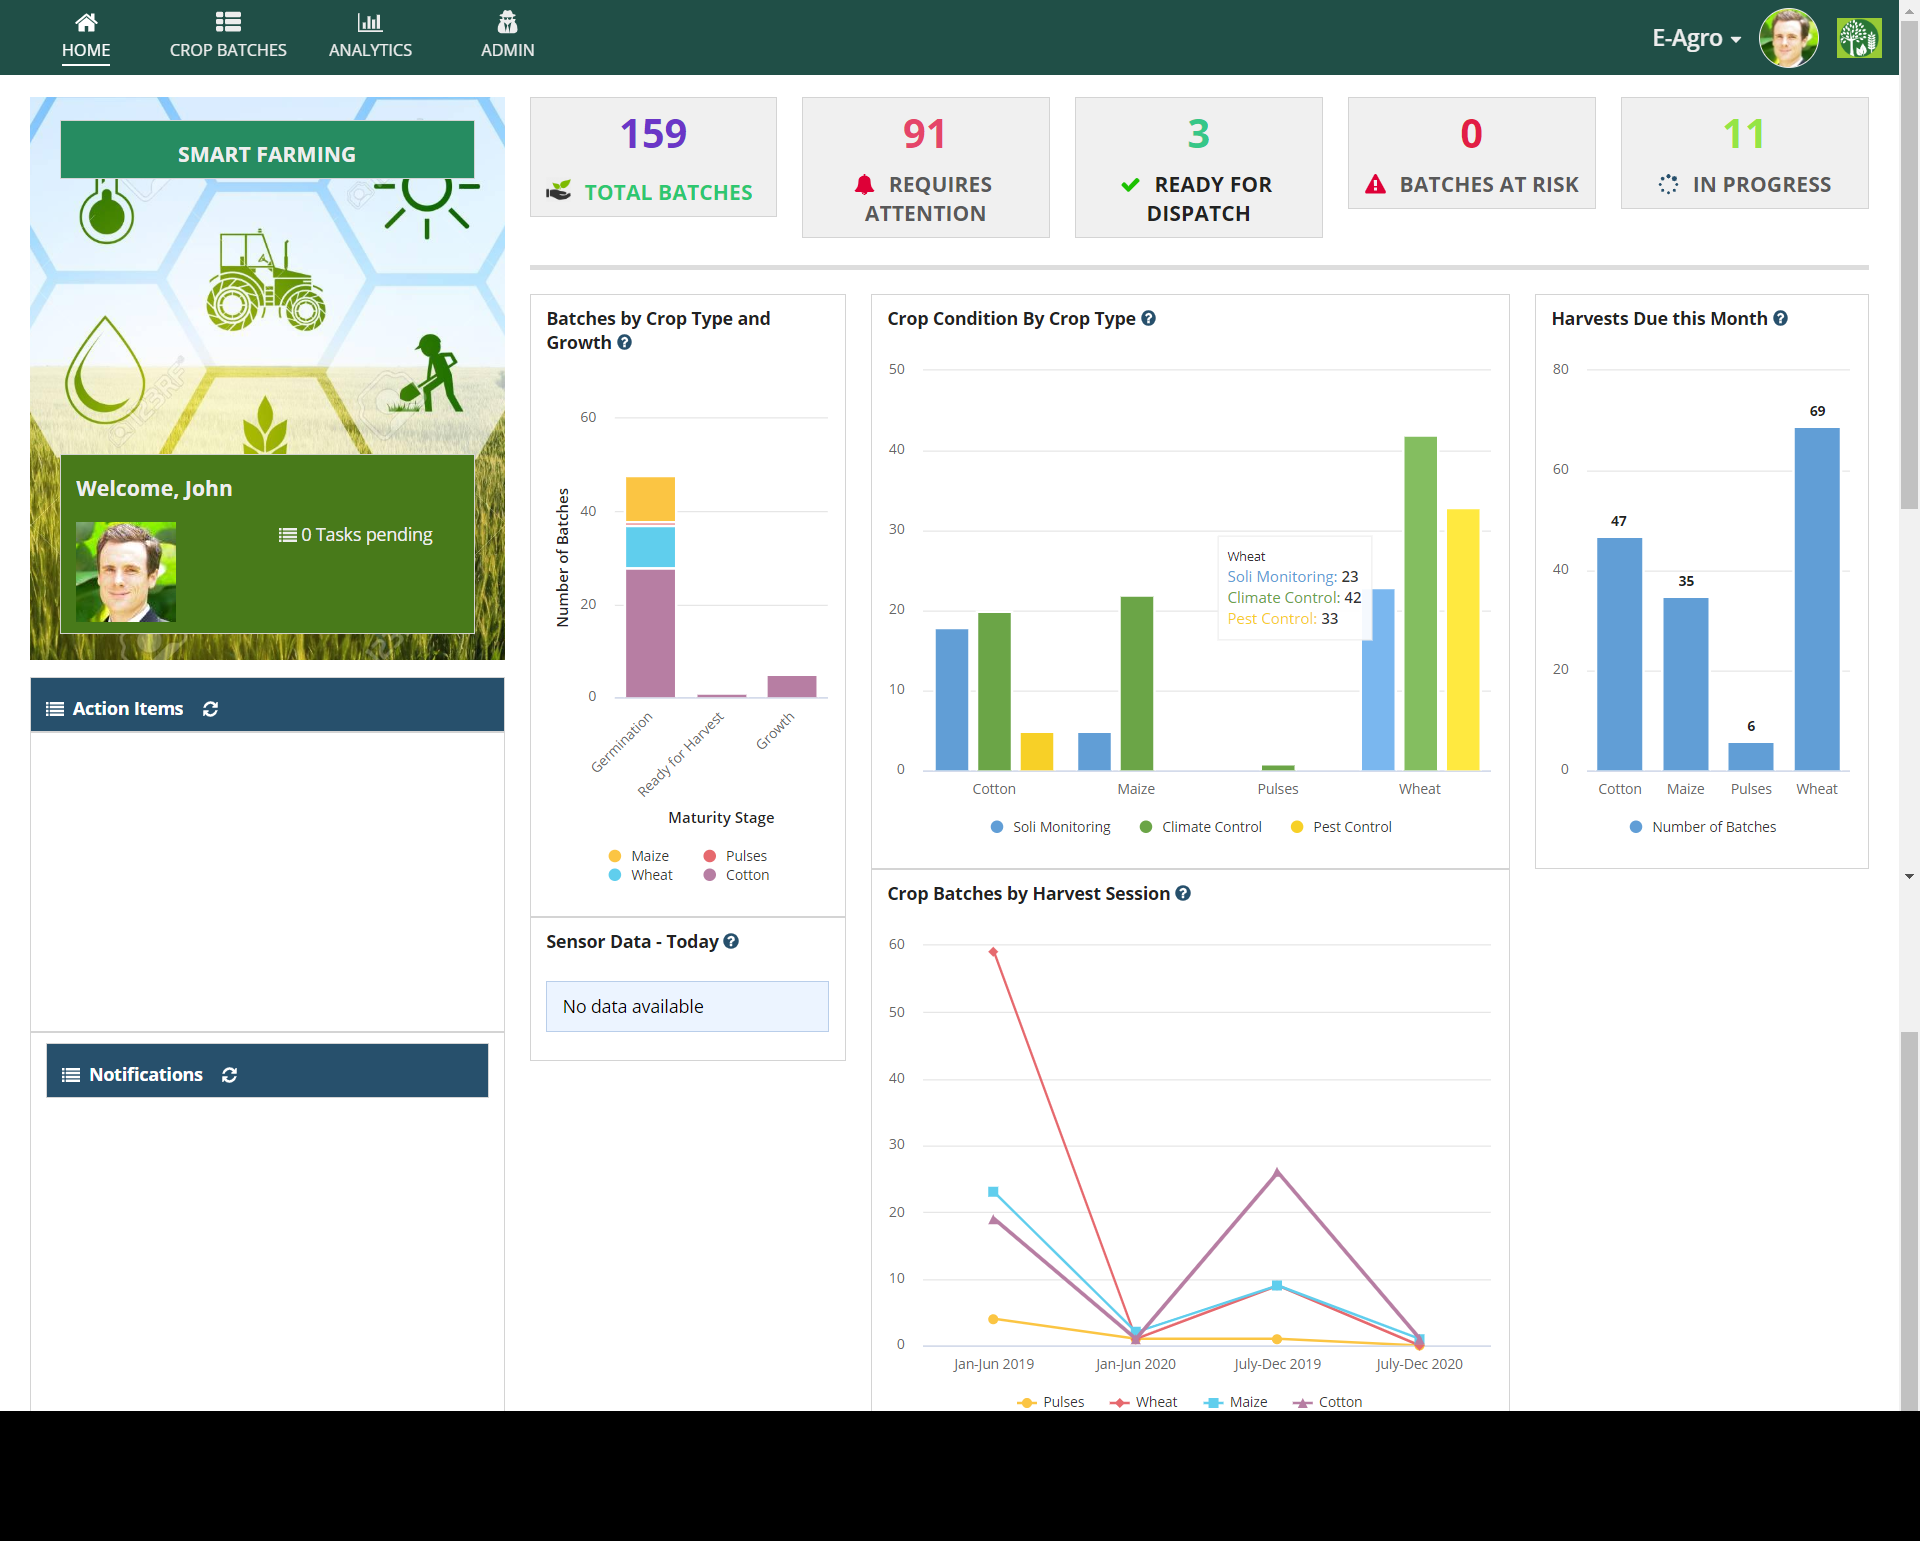 HOME
CROP BATCHES
ANALYTICS
ADMIN
E-Agro
SMART FARMING
Welcome, John
0 Tasks pending
Action Items
Notifications
159
TOTAL BATCHES
91
REQUIRES
ATTENTION
3
READY FOR
DISPATCH
0
BATCHES AT RISK
11
IN PROGRESS
Batches by Crop Type and
Growth
Number of Batches
60
40
20
0
Germination
Ready for Harvest
Growth
Maturity Stage
Maize
Pulses
Wheat
Cotton
Sensor Data - Today
No data available
Crop Condition By Crop Type
50
40
30
20
10
0
Wheat
Soli Monitoring: 23
Climate Control: 42
Pest Control: 33
Cotton
Maize
Pulses
Wheat
Soli Monitoring
Climate Control
Pest Control
Crop Batches by Harvest Session
60
50
40
30
20
10
0
Jan-Jun 2019
Jan-Jun 2020
July-Dec 2019
July-Dec 2020
Pulses
Wheat
Maize
Cotton
Harvests Due this Month
80
60
40
20
0
47
35
6
69
Cotton
Maize
Pulses
Wheat
Number of Batches